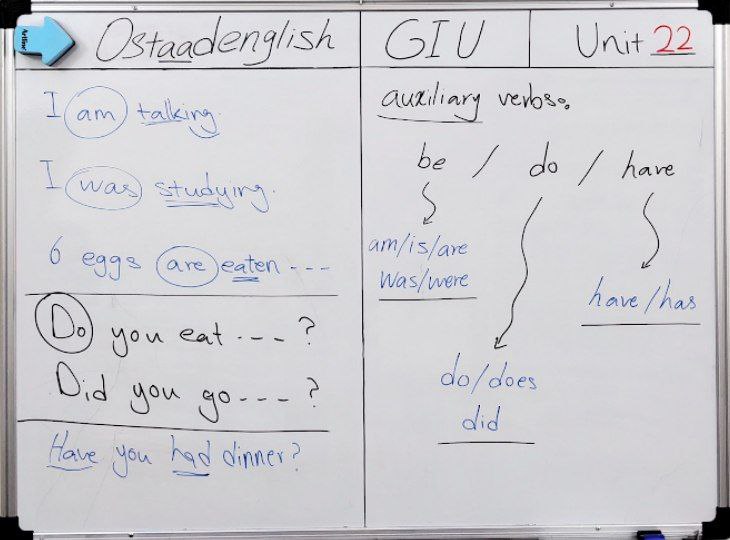 Artline
Ostaadenglish
GIU
Unit 22
I am talking.
I was studying.
6 eggs are eaten ---
Do you eat --- ?
Did you go --- ?
Have you had dinner?
auxiliary verbs:
be / do / have
am/is/are
was/were
have/has
do/does
did